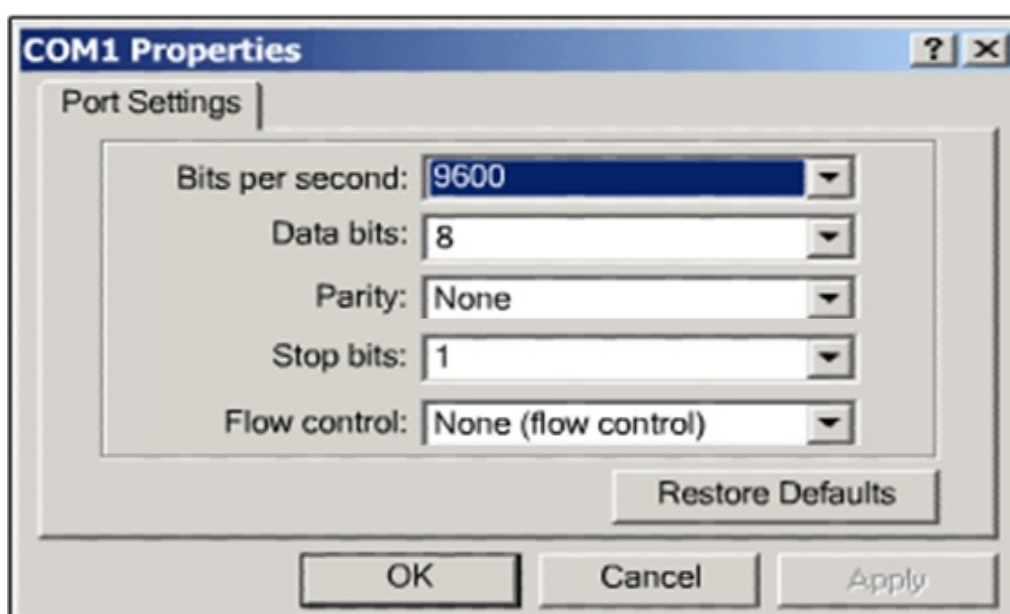 COM1 Properties
Port Settings
Bits per second: 9600
Data bits: 8
Parity: None
Stop bits: 1
Flow control: None (flow control)
Restore Defaults
OK Cancel Apply